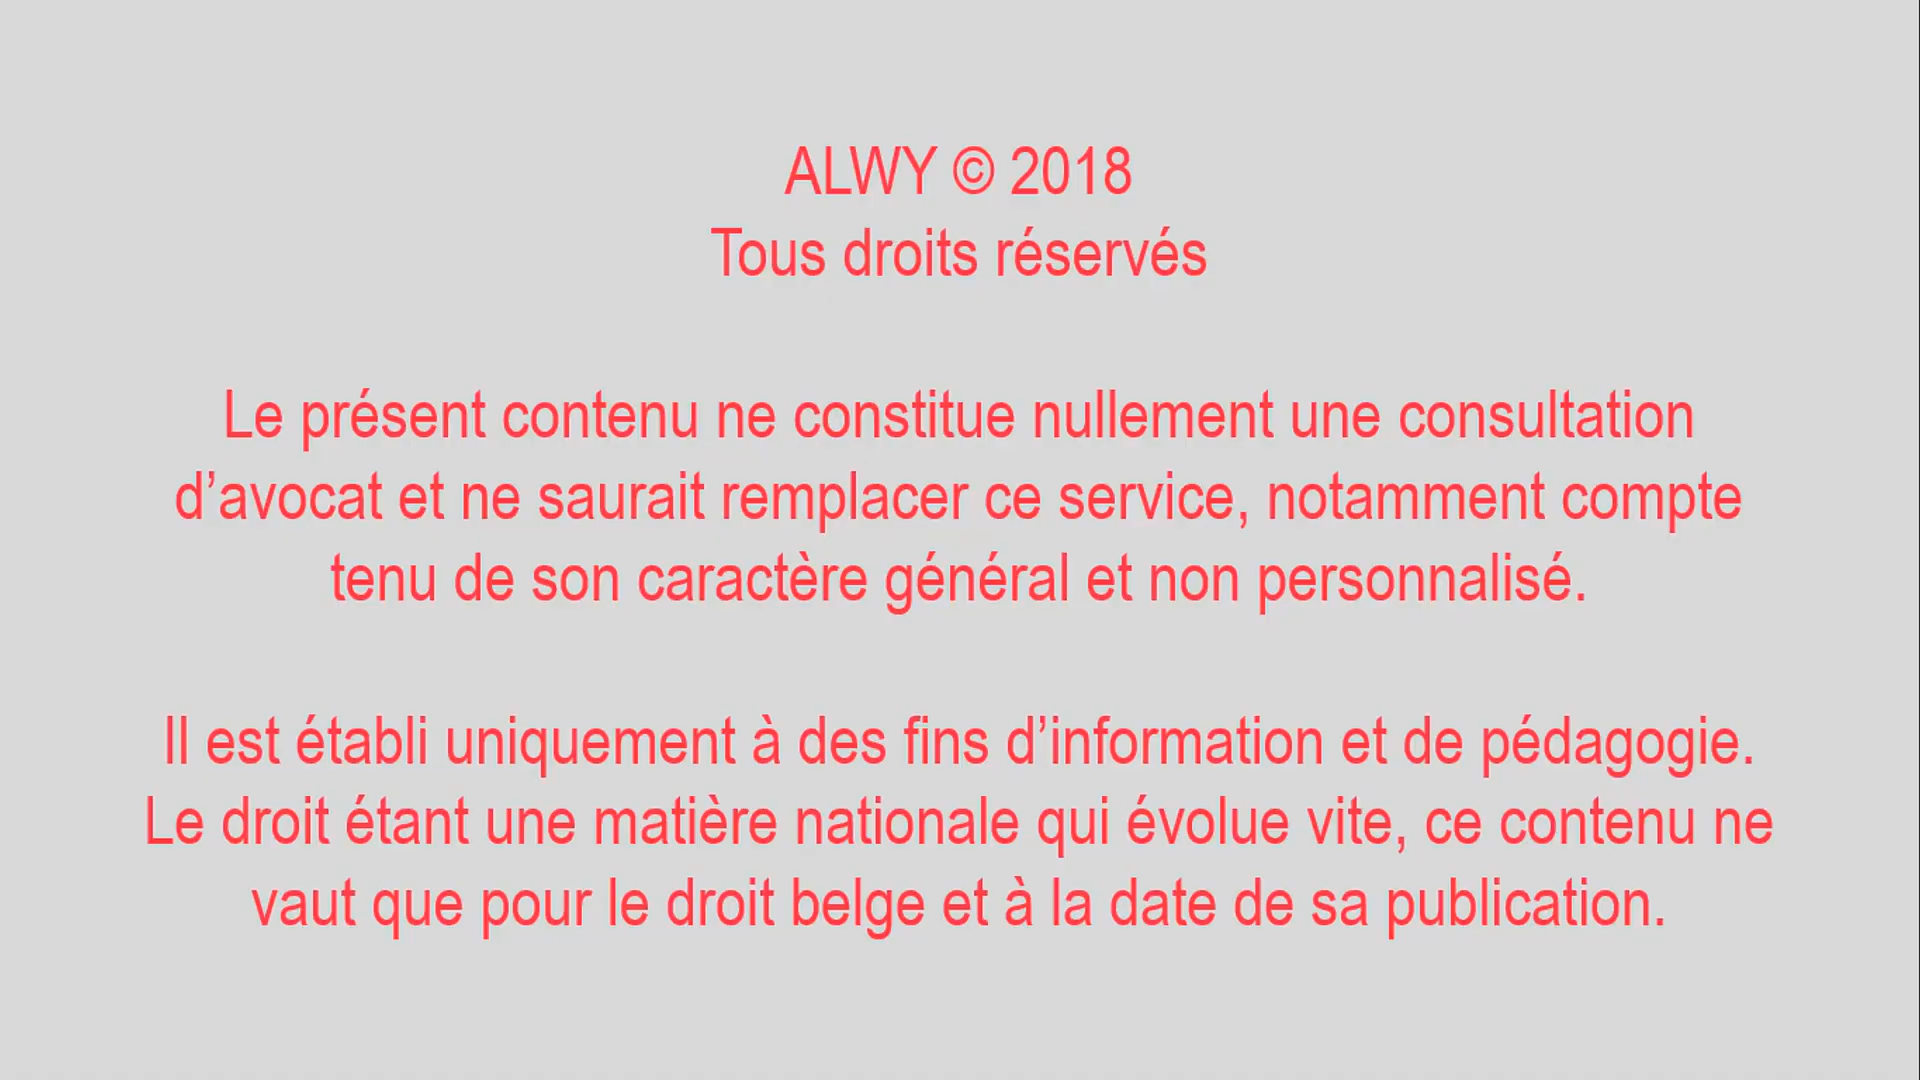 ALWY © 2018
Tous droits réservés
Le présent contenu ne constitue nullement une consultation
d’avocat et ne saurait remplacer ce service, notamment compte
tenu de son caractère général et non personnalisé.
Il est établi uniquement à des fins d’information et de pédagogie.
Le droit étant une matière nationale qui évolue vite, ce contenu ne
vaut que pour le droit belge et à la date de sa publication.